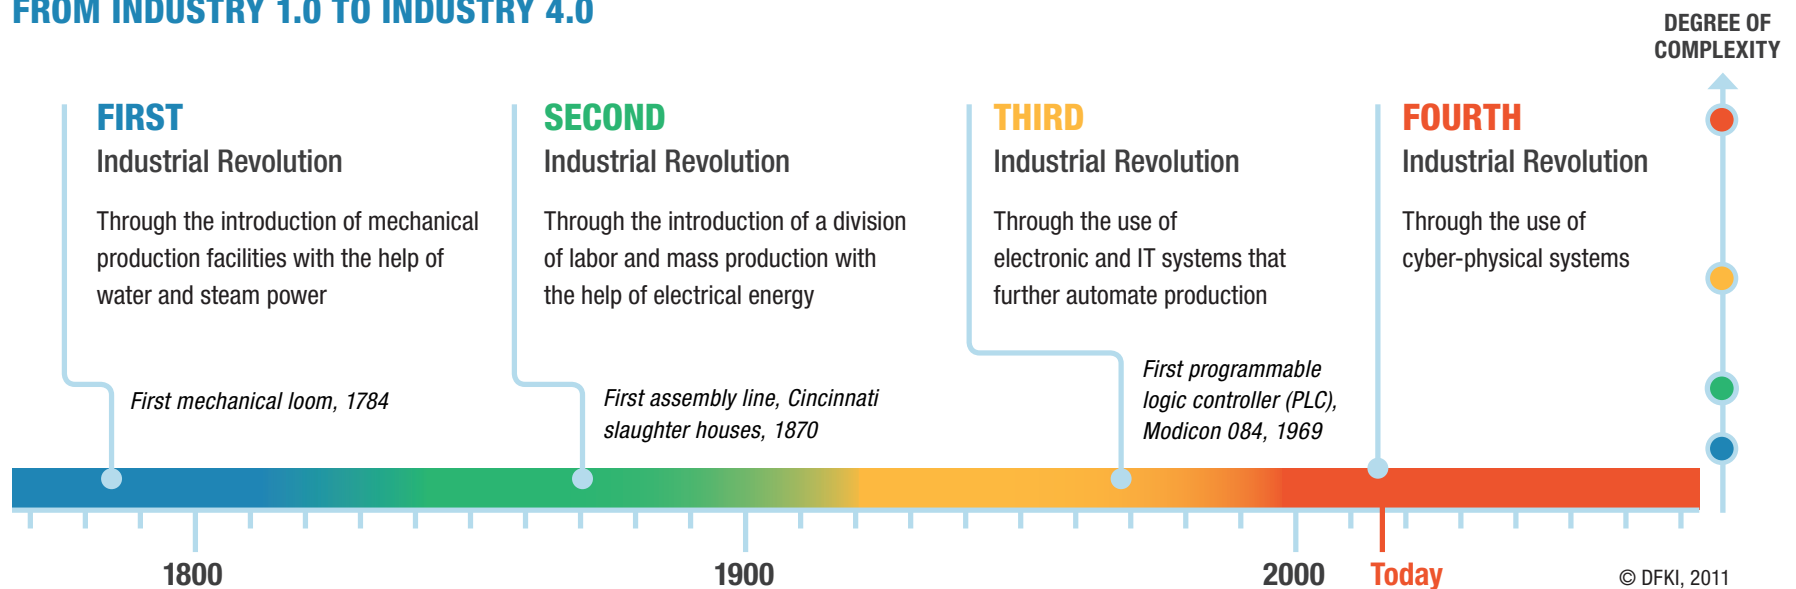 FROM INDUSTRY 1.0 TO INDUSTRY 4.0
DEGREE OF
COMPLEXITY
FIRST
Industrial Revolution
Through the introduction of mechanical
production facilities with the help of
water and steam power
First mechanical loom, 1784
SECOND
Industrial Revolution
Through the introduction of a division
of labor and mass production with
the help of electrical energy
First assembly line, Cincinnati
slaughter houses, 1870
THIRD
Industrial Revolution
Through the use of
electronic and IT systems that
further automate production
First programmable
logic controller (PLC),
Modicon 084, 1969
FOURTH
Industrial Revolution
Through the use of
cyber-physical systems
1800
1900
2000
Today
© DFKI, 2011